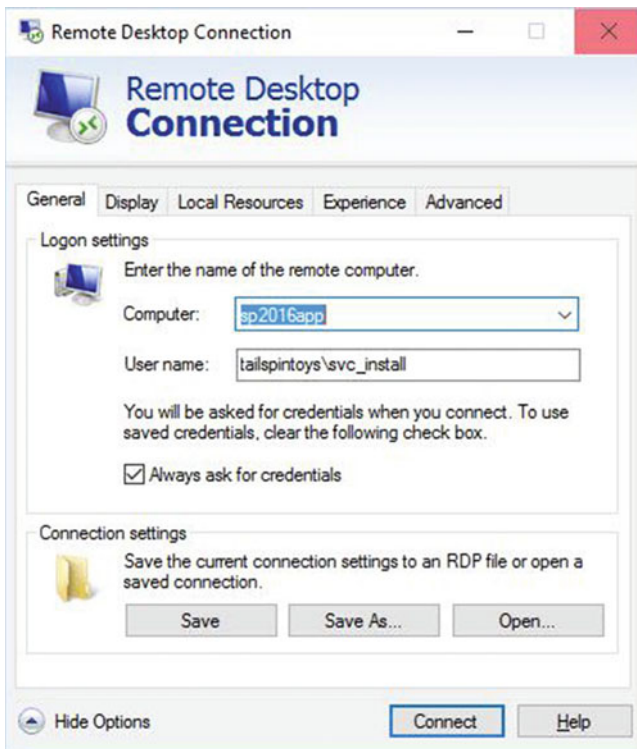 Remote Desktop Connection
Remote Desktop
Connection
General Display Local Resources Experience Advanced
Logon settings
Enter the name of the remote computer.
Computer: sp2016app
User name: tailspintoys\svc_install
You will be asked for credentials when you connect. To use
saved credentials, clear the following check box.
Always ask for credentials
Connection settings
Save the current connection settings to an RDP file or open a
saved connection.
Save Save As... Open...
Hide Options Connect Help